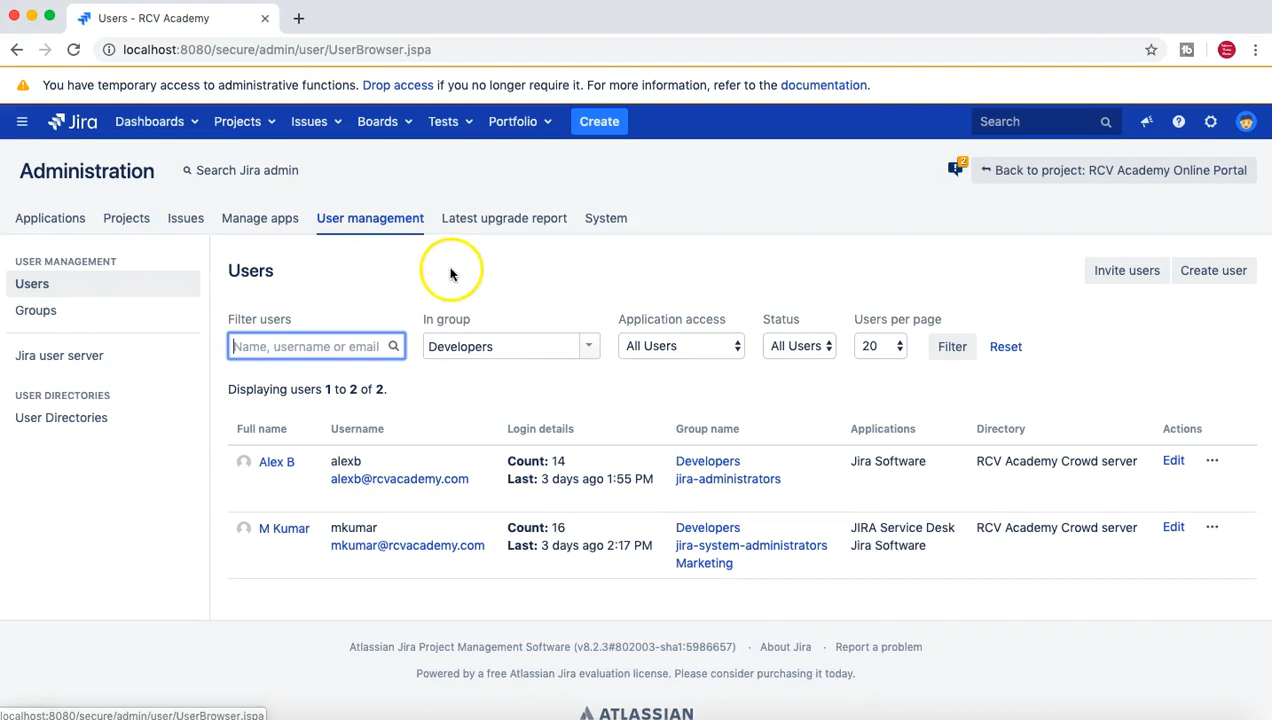 Users - RCV Academy
localhost:8080/secure/admin/user/UserBrowser.jspa
You have temporary access to administrative functions. Drop access if you no longer require it. For more information, refer to the documentation.
Jira Dashboards Projects Issues Boards Tests Portfolio Create Search
Administration Search Jira admin 2 Back to project: RCV Academy Online Portal
Applications Projects Issues Manage apps User management Latest upgrade report System
USER MANAGEMENT
Users
Groups
Jira user server
USER DIRECTORIES
User Directories
Users Invite users Create user
Filter users In group Application access Status Users per page
Name, username or email Developers All Users All Users 20 Filter Reset
Displaying users 1 to 2 of 2.
Full name Username Login details Group name Applications Directory Actions
Alex B alexb Count: 14 Developers Jira Software RCV Academy Crowd server Edit
alexb@rcvacademy.com Last: 3 days ago 1:55 PM jira-administrators
M Kumar mkumar Count: 16 Developers JIRA Service Desk RCV Academy Crowd server Edit
mkumar@rcvacademy.com Last: 3 days ago 2:17 PM jira-system-administrators Jira Software
Marketing
Atlassian Jira Project Management Software (v8.2.3#802003-sha1:5986657) · About Jira · Report a problem
Powered by a free Atlassian Jira evaluation license. Please consider purchasing it today.
ATLASSIAN
localhost:8080/secure/admin/user/UserBrowser.jspa